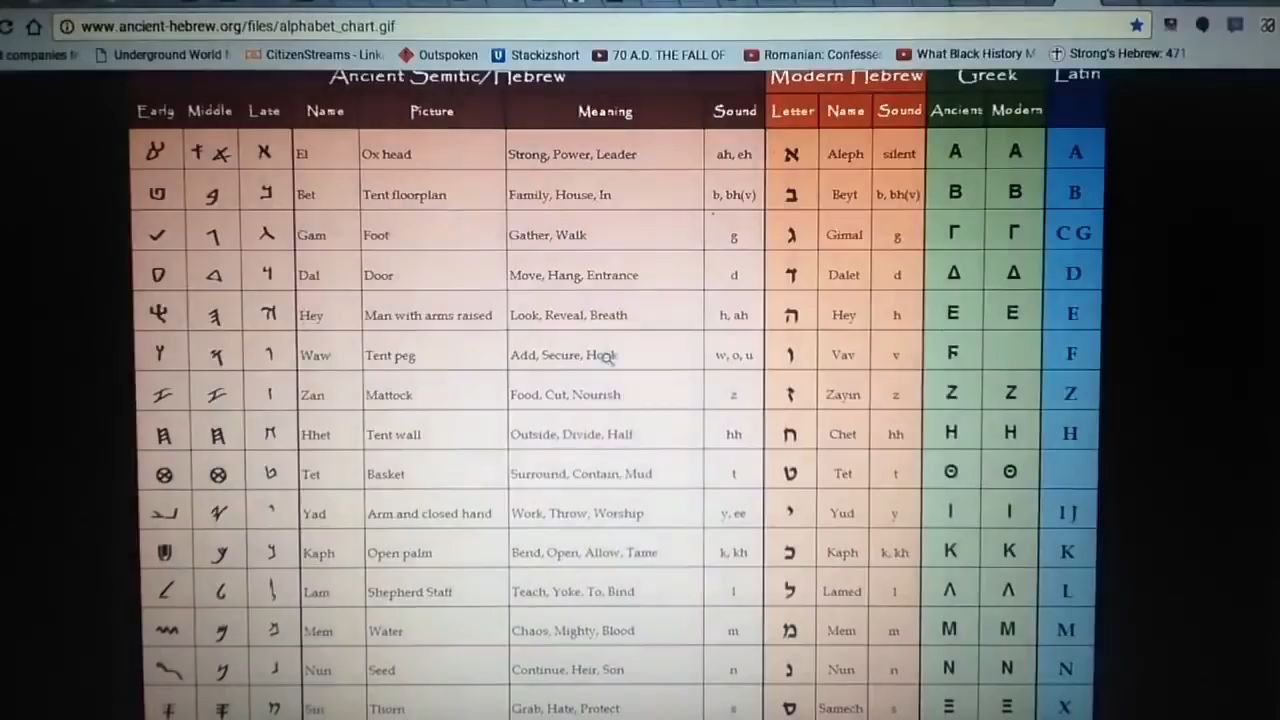 www.ancient-hebrew.org/files/alphabet_chart.gif
companies Underground World CitizenStreams - Link Outspoken Stackizshort 70 A.D. THE FALL OF Romanian: Confesse What Black History M Strong's Hebrew: 471
Ancient Semitic/Hebrew Modern Hebrew Greek Latin
Early Middle Late Name Picture Meaning Sound Letter Name Sound Ancient Modern
El Ox head Strong, Power, Leader ah, eh א Aleph silent A A A
Bet Tent floorplan Family, House, In b, bh(v) ב Beyt b, bh(v) B B B
Gam Foot Gather, Walk g ג Gimal g Γ Γ C G
Dal Door Move, Hang, Entrance d ד Dalet d Δ Δ D
Hey Man with arms raised Look, Reveal, Breath h, ah ה Hey h E E E
Waw Tent peg Add, Secure, Hook w, o, u ו Vav v F F
Zan Mattock Food, Cut, Nourish z ז Zayin z Z Z Z
Hhet Tent wall Outside, Divide, Half hh ח Chet hh H H H
Tet Basket Surround, Contain, Mud t ט Tet t Θ Θ
Yad Arm and closed hand Work, Throw, Worship y, ee י Yud y I I I J
Kaph Open palm Bend, Open, Allow, Tame k, kh כ Kaph k, kh K K K
Lam Shepherd Staff Teach, Yoke, To, Bind l ל Lamed l Λ Λ L
Mem Water Chaos, Mighty, Blood m מ Mem m M M M
Nun Seed Continue, Heir, Son n נ Nun n N N N
Thorn Grab, Hate, Protect s ס Samech s Ξ Ξ X